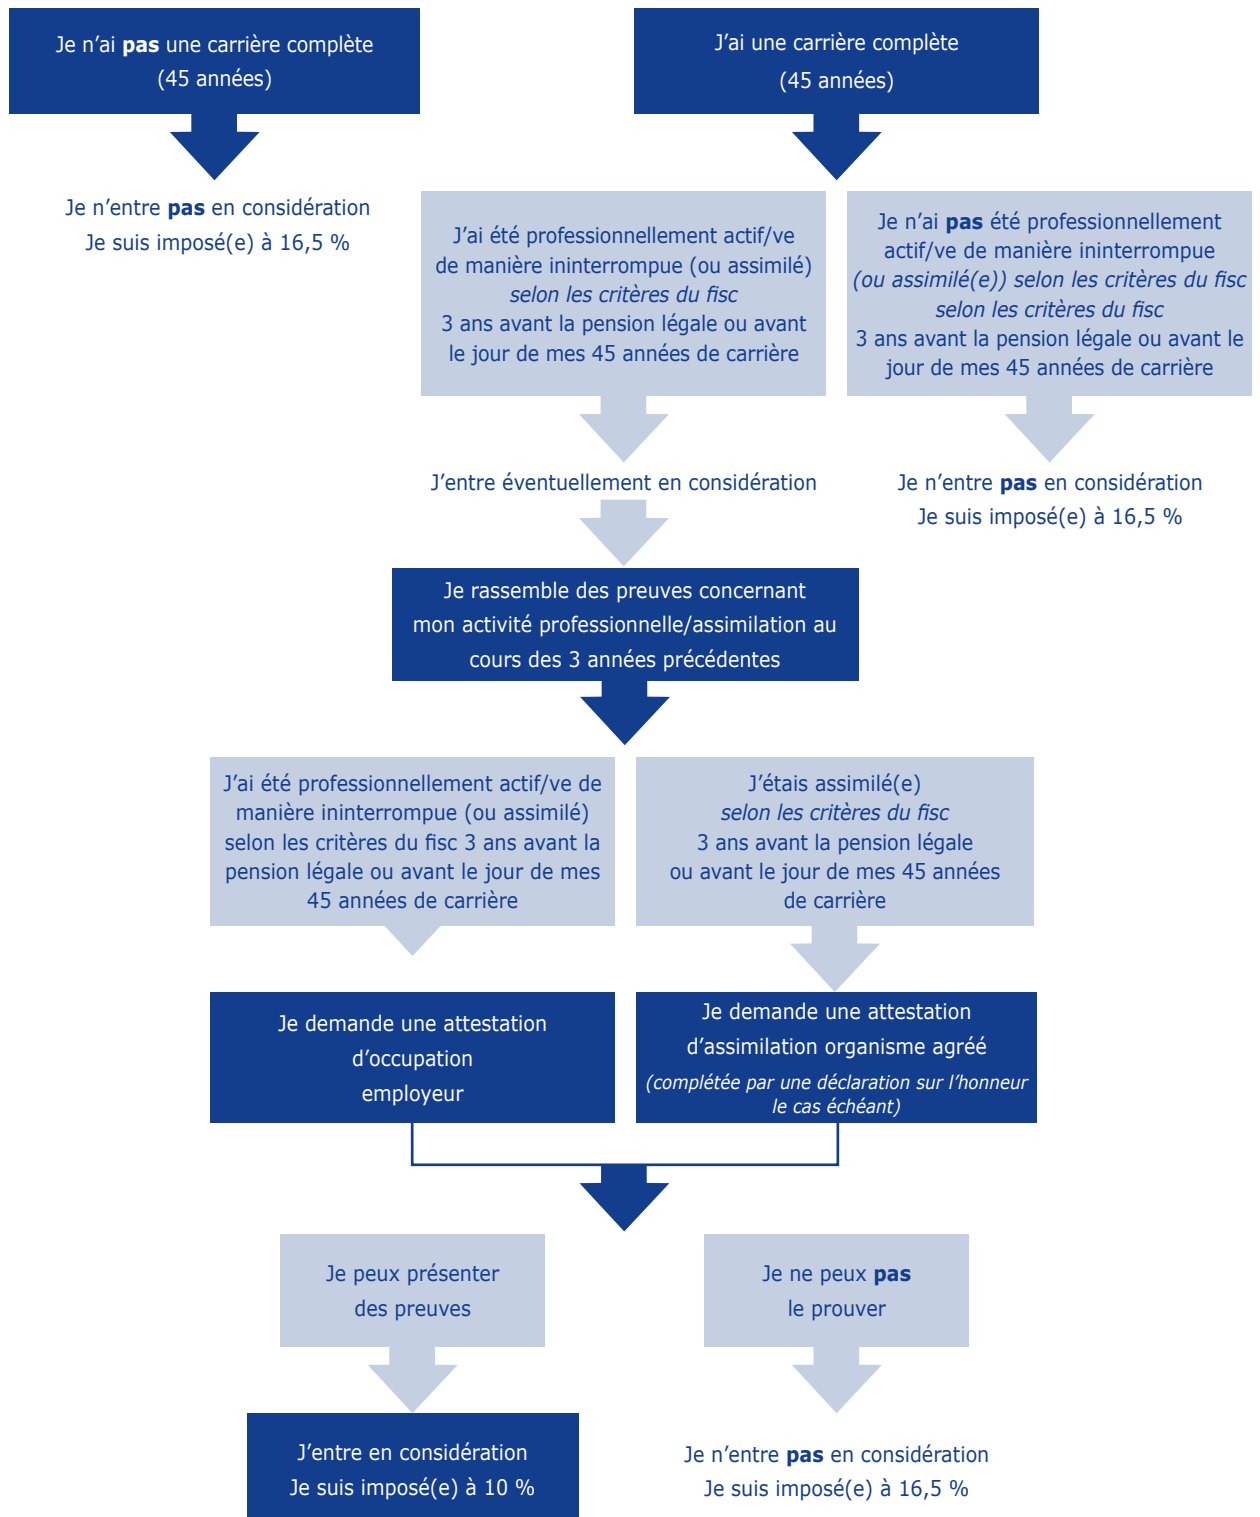 Je n’ai pas une carrière complète
(45 années)
J’ai une carrière complète
(45 années)
Je n’entre pas en considération
Je suis imposé(e) à 16,5 %
J’ai été professionnellement actif/ve
de manière ininterrompue (ou assimilé)
selon les critères du fisc
3 ans avant la pension légale ou avant
le jour de mes 45 années de carrière
Je n’ai pas été professionnellement
actif/ve de manière ininterrompue
(ou assimilé(e)) selon les critères du fisc
selon les critères du fisc
3 ans avant la pension légale ou avant le
jour de mes 45 années de carrière
J’entre éventuellement en considération
Je n’entre pas en considération
Je suis imposé(e) à 16,5 %
Je rassemble des preuves concernant
mon activité professionnelle/assimilation au
cours des 3 années précédentes
J’ai été professionnellement actif/ve de
manière ininterrompue (ou assimilé)
selon les critères du fisc 3 ans avant la
pension légale ou avant le jour de mes
45 années de carrière
J’étais assimilé(e)
selon les critères du fisc
3 ans avant la pension légale
ou avant le jour de mes 45 années
de carrière
Je demande une attestation
d’occupation
employeur
Je demande une attestation
d’assimilation organisme agréé
(complétée par une déclaration sur l’honneur
le cas échéant)
Je peux présenter
des preuves
Je ne peux pas
le prouver
J’entre en considération
Je suis imposé(e) à 10 %
Je n’entre pas en considération
Je suis imposé(e) à 16,5 %